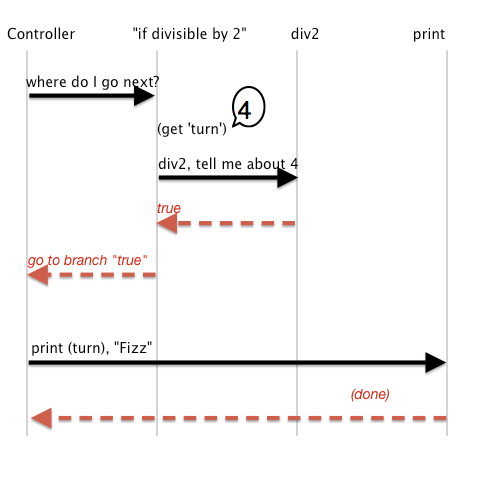 Controller "if divisible by 2" div2 print
where do I go next?
4
(get 'turn')
div2, tell me about 4
true
go to branch "true"
print (turn), "Fizz"
(done)